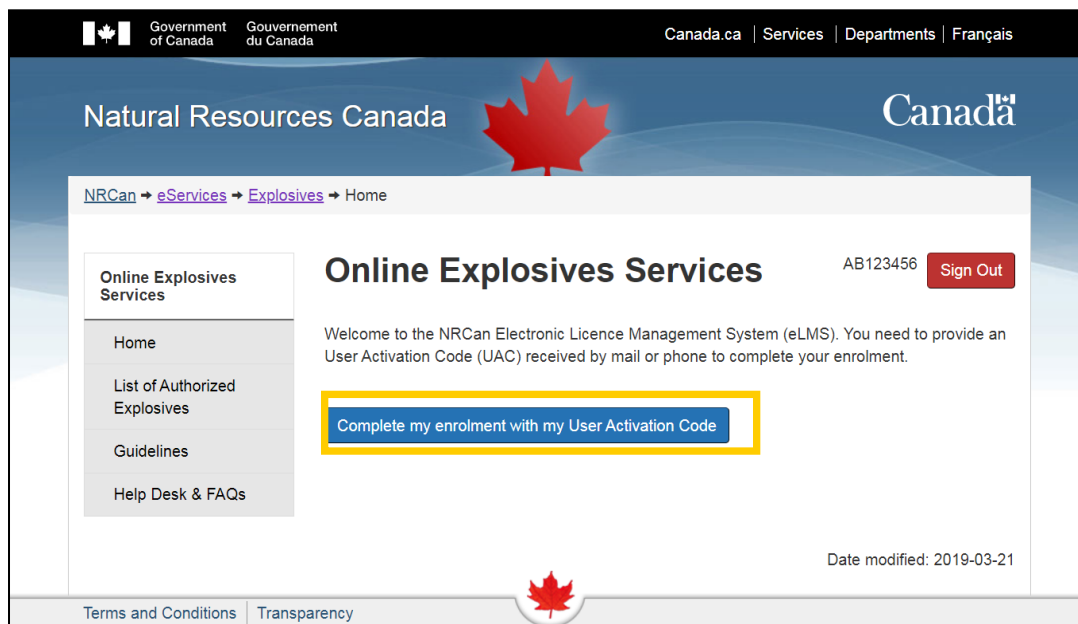 Government of Canada
Gouvernement du Canada
Canada.ca | Services | Departments | Français
Natural Resources Canada
Canada
NRCan → eServices → Explosives → Home
Online Explosives Services
Home
List of Authorized Explosives
Guidelines
Help Desk & FAQs
Online Explosives Services
AB123456
Sign Out
Welcome to the NRCan Electronic Licence Management System (eLMS). You need to provide an
User Activation Code (UAC) received by mail or phone to complete your enrolment.
Complete my enrolment with my User Activation Code
Date modified: 2019-03-21
Terms and Conditions | Transparency